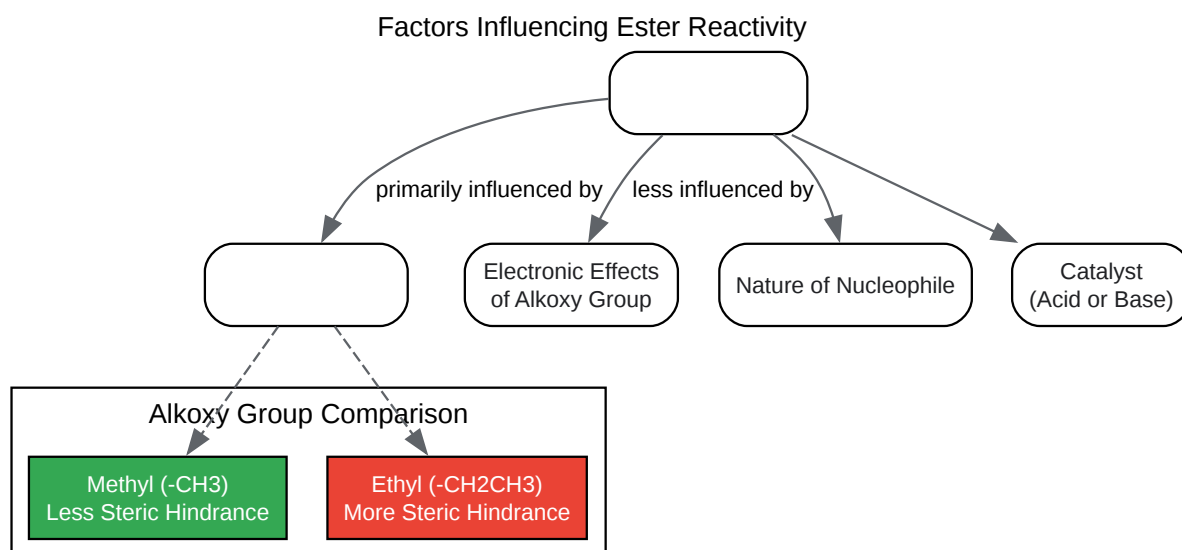 Factors Influencing Ester Reactivity
primarily influenced by
less influenced by
Electronic Effects
of Alkoxy Group
Nature of Nucleophile
Catalyst
(Acid or Base)
Alkoxy Group Comparison
Methyl (-CH3)
Less Steric Hindrance
Ethyl (-CH2CH3)
More Steric Hindrance